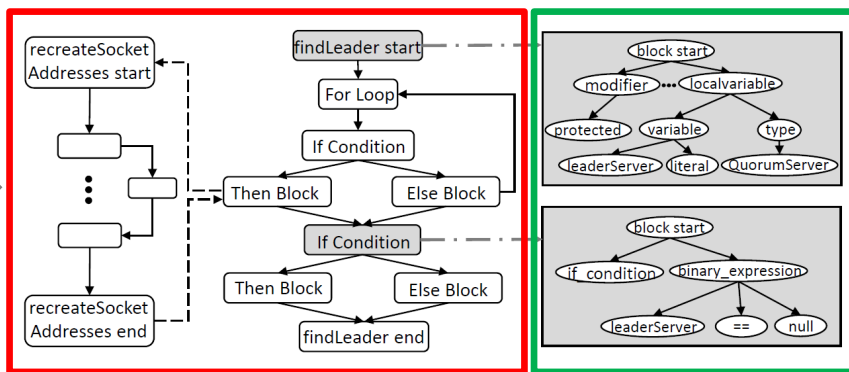 recreateSocket
Addresses start
recreateSocket
Addresses end
findLeader start
For Loop
If Condition
Then Block
Else Block
If Condition
Then Block
Else Block
findLeader end
block start
modifier
localvariable
protected
variable
type
leaderServer
literal
QuorumServer
block start
if_condition
binary_expression
leaderServer
==
null